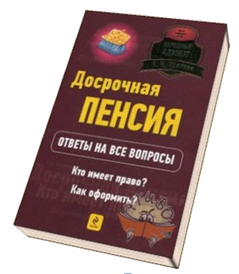 Досрочная
ПЕНСИЯ
ОТВЕТЫ НА ВСЕ ВОПРОСЫ
Кто имеет право?
Как оформить?